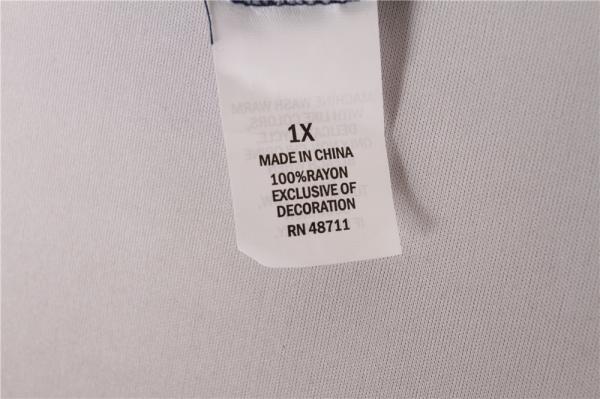 1X
MADE IN CHINA
100%RAYON
EXCLUSIVE OF
DECORATION
RN 48711